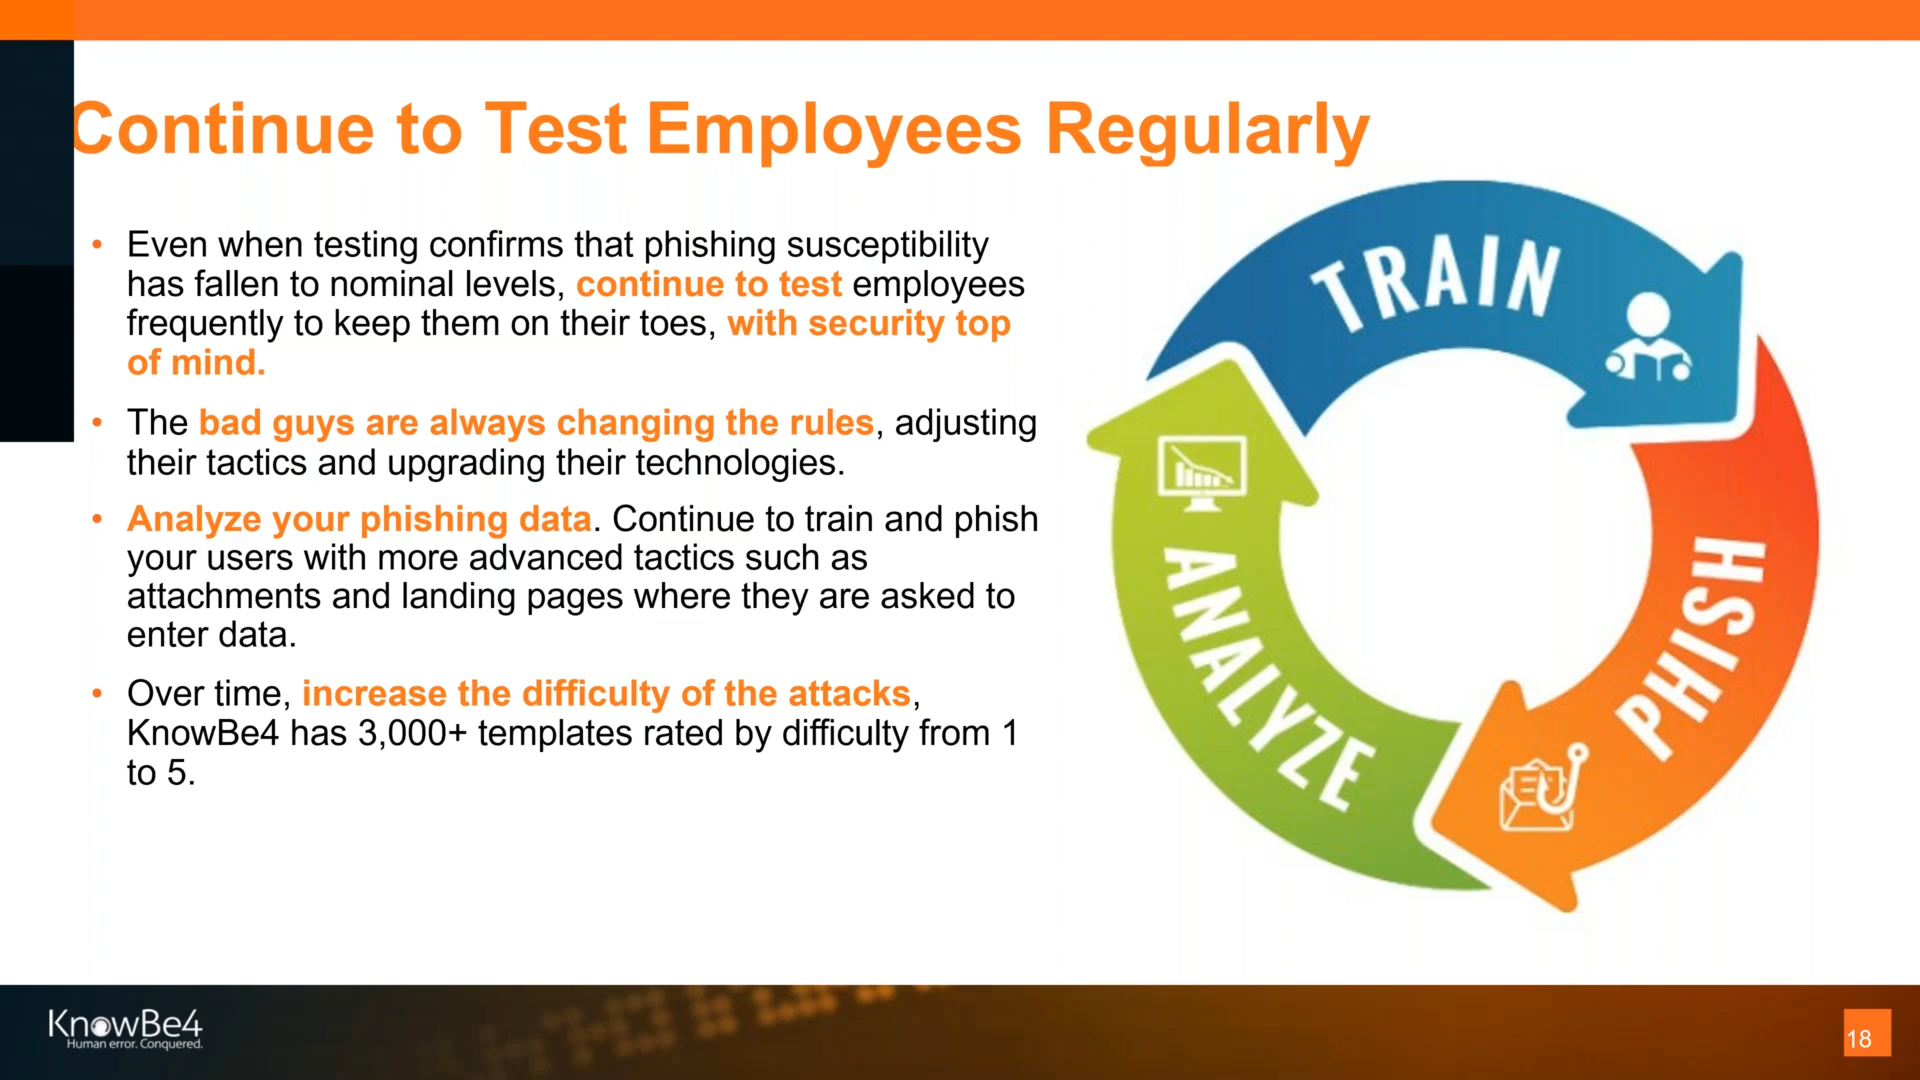 Continue to Test Employees Regularly
• Even when testing confirms that phishing susceptibility
has fallen to nominal levels, continue to test employees
frequently to keep them on their toes, with security top
of mind.
• The bad guys are always changing the rules, adjusting
their tactics and upgrading their technologies.
• Analyze your phishing data. Continue to train and phish
your users with more advanced tactics such as
attachments and landing pages where they are asked to
enter data.
• Over time, increase the difficulty of the attacks,
KnowBe4 has 3,000+ templates rated by difficulty from 1
to 5.
TRAIN
PHISH
ANALYZE
KnowBe4
Human error. Conquered.
18